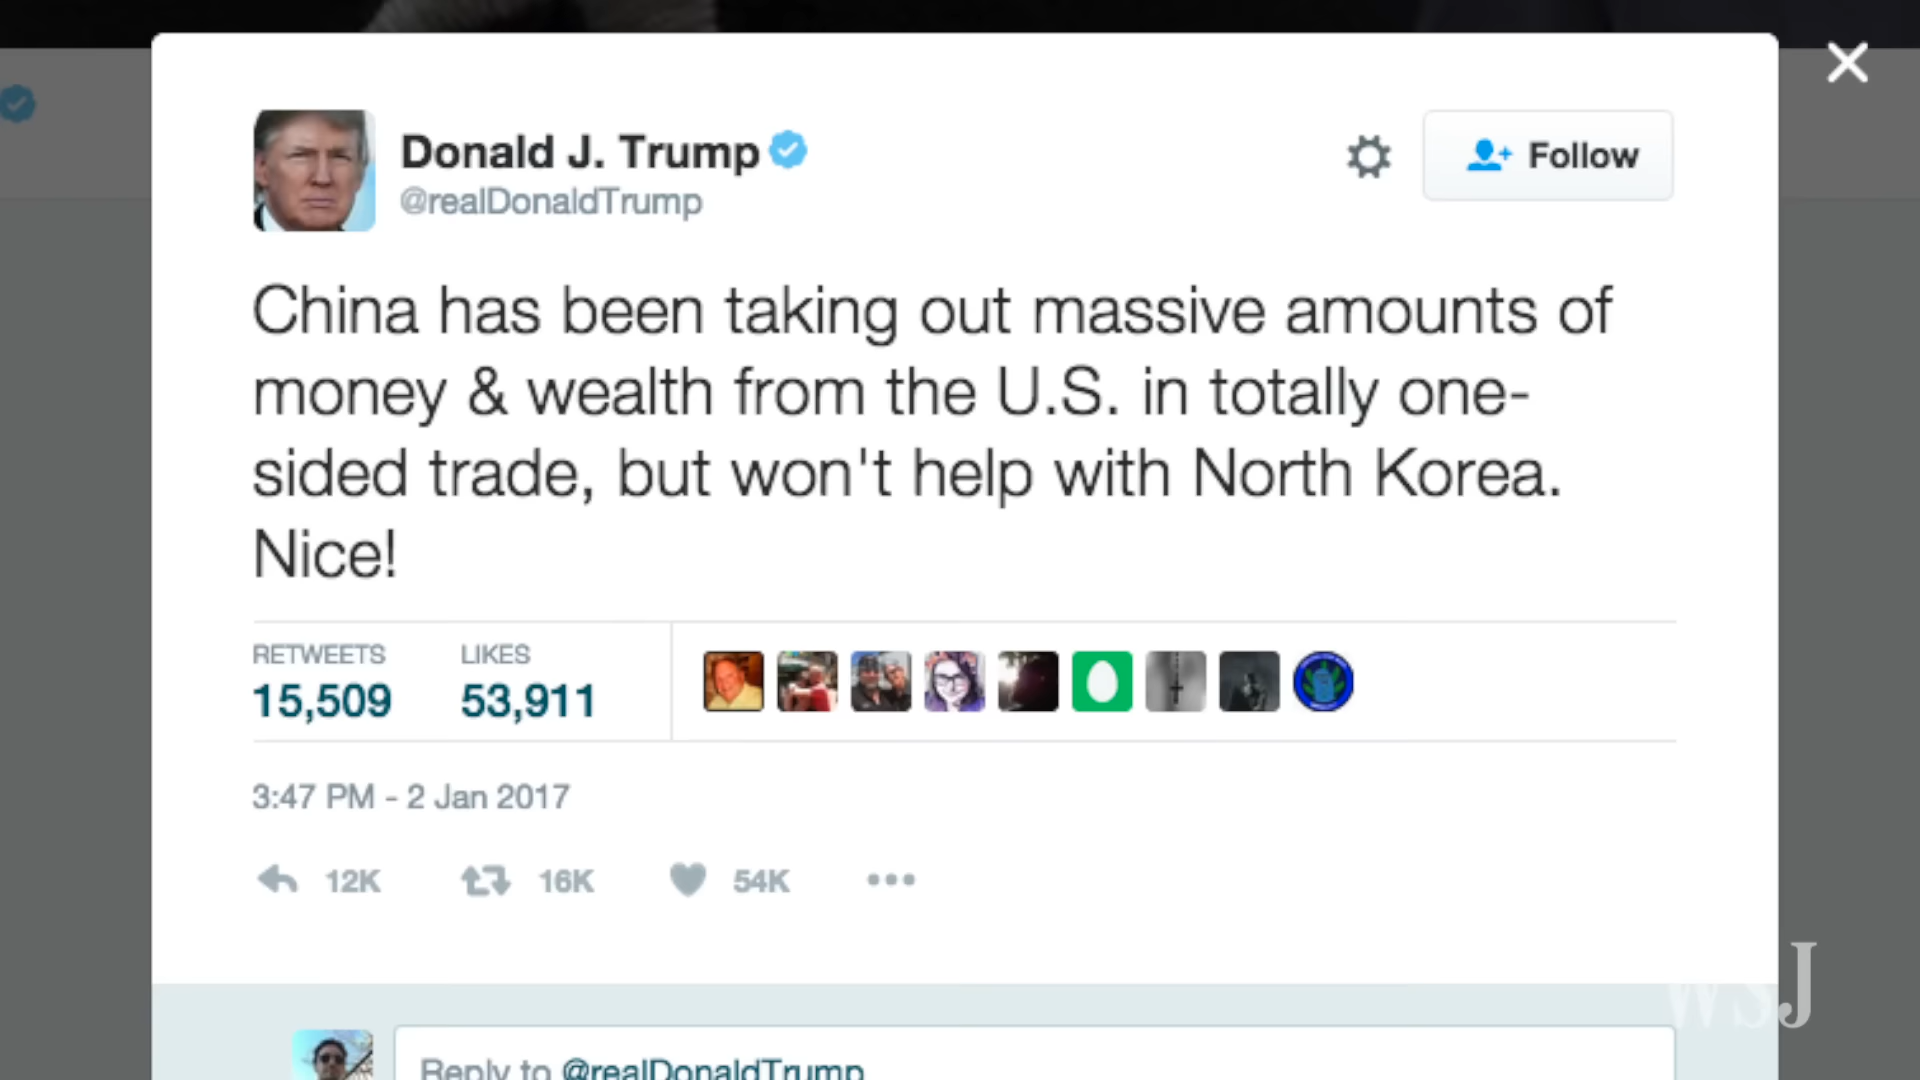 Donald J. Trump
@realDonaldTrump
Follow
China has been taking out massive amounts of
money & wealth from the U.S. in totally one-
sided trade, but won't help with North Korea.
Nice!
RETWEETS LIKES
15,509 53,911
3:47 PM - 2 Jan 2017
12K 16K 54K
WSJ
Reply to @realDonaldTrump